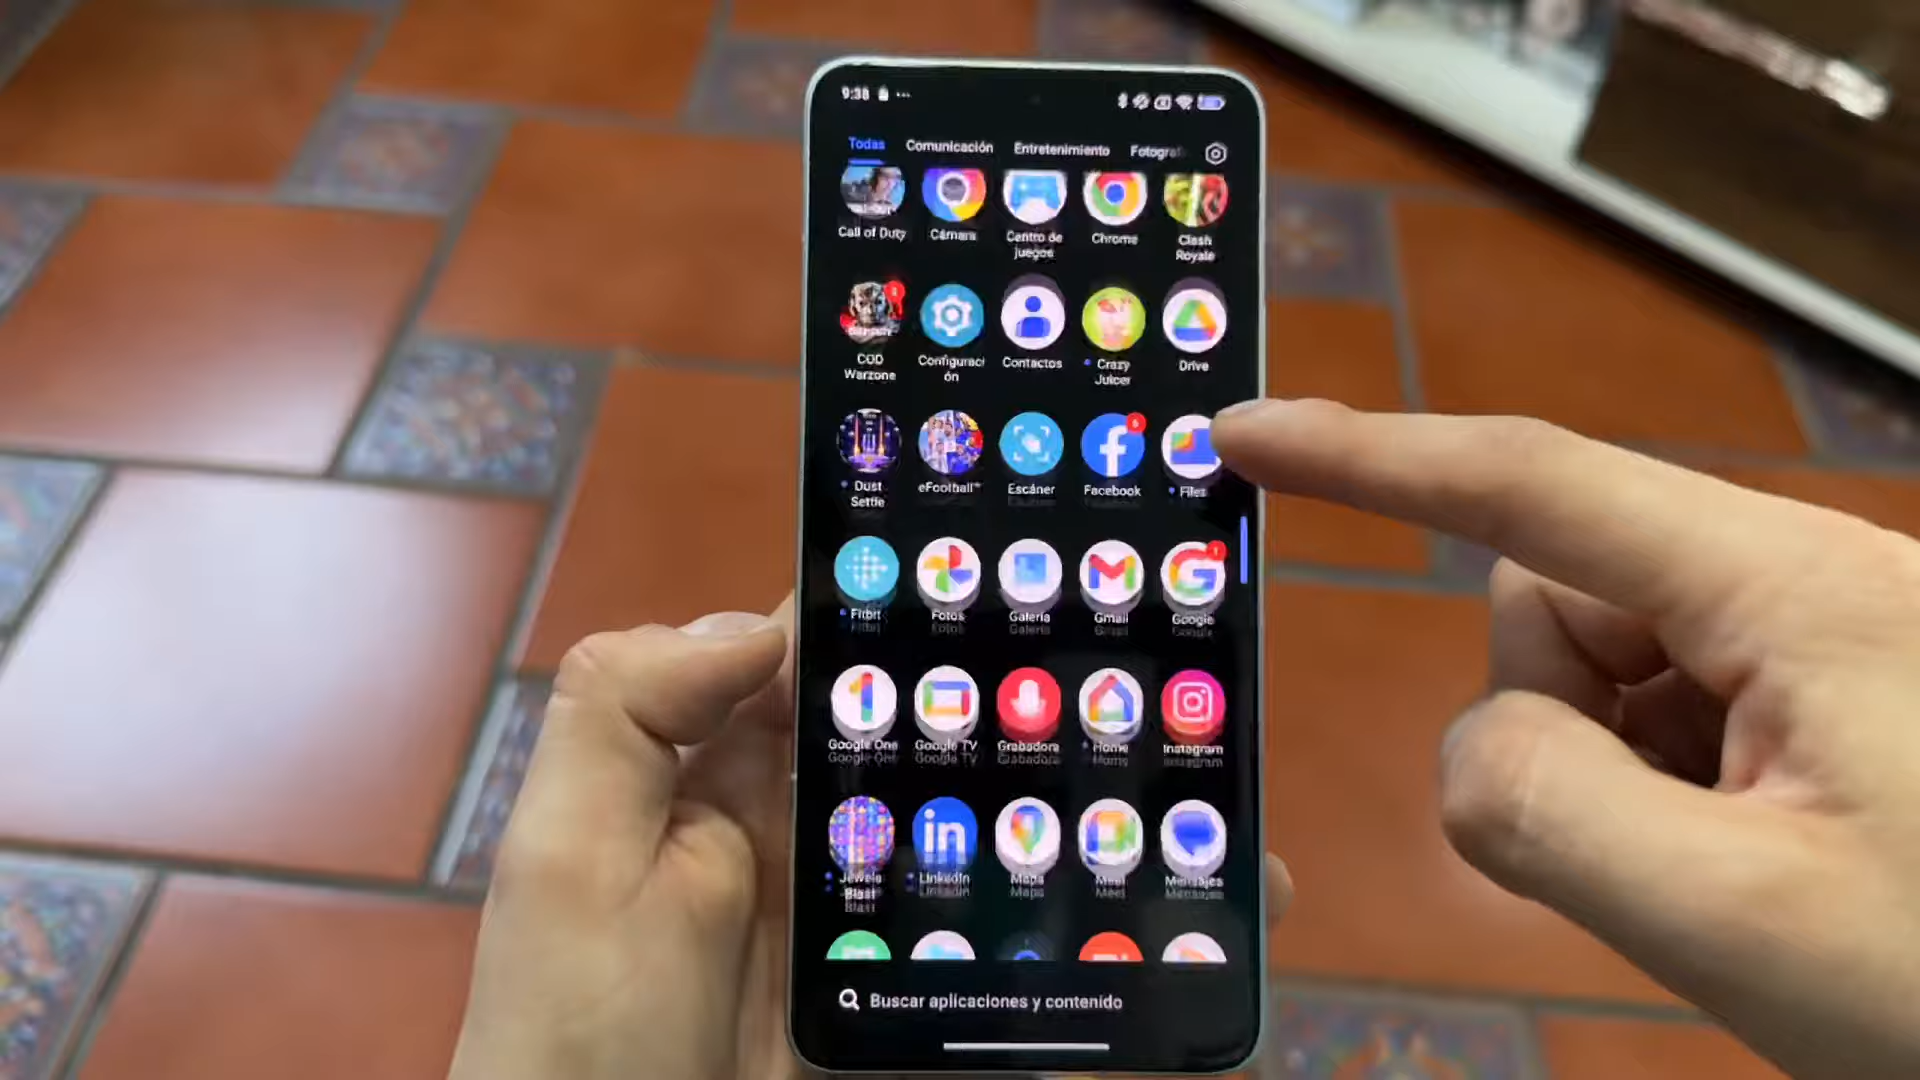 9:38
Todas Comunicación Entretenimiento Fotogra
Call of Duty Cámara Centro de Chrome Clash
juegos Royale
COD Configuraci Contactos Crazy Drive
Warzone ón Juicer
Dust eFootball™ Escáner Facebook Files
Settle
Fitbit Fotos Galería Gmail Google
Google One Google TV Grabadora Home Instagram
Jewels LinkedIn Maps Meet Mensajes
Blast
Buscar aplicaciones y contenido